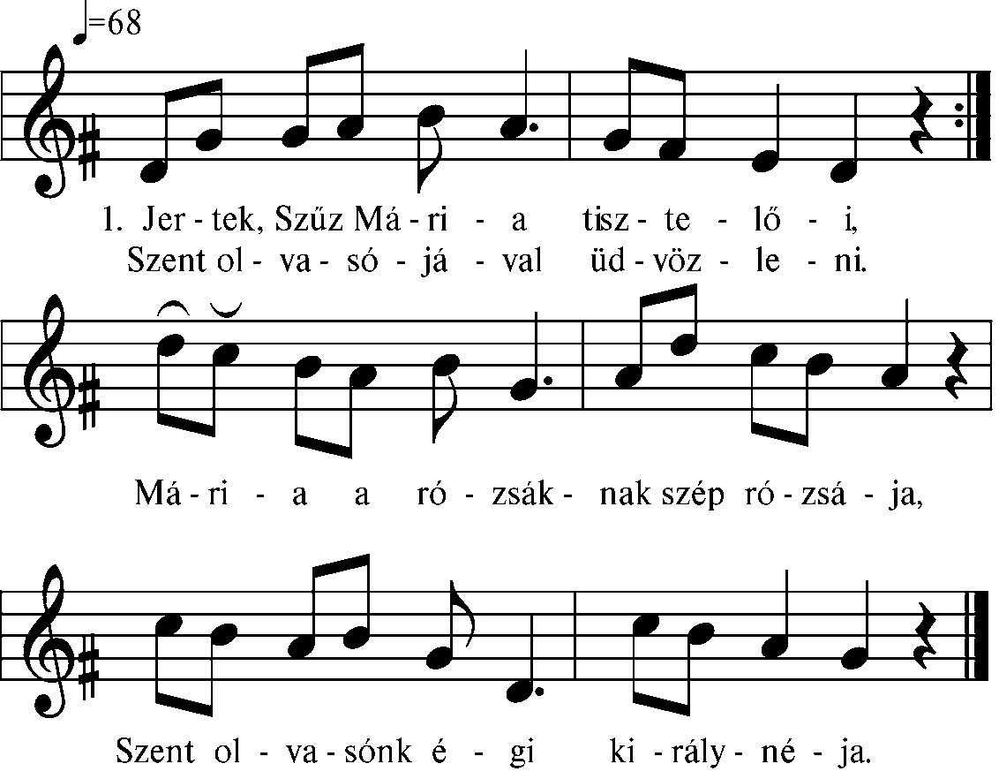 =68
1. Jer - tek, Szűz Má - ri - a tisz - te - lő - i,
Szent ol - va - só - já - val üd - vöz - le - ni.
Má - ri - a a ró - zsák - nak szép ró - zsá - ja,
Szent ol - va - sónk é - gi ki - rály - né - ja.